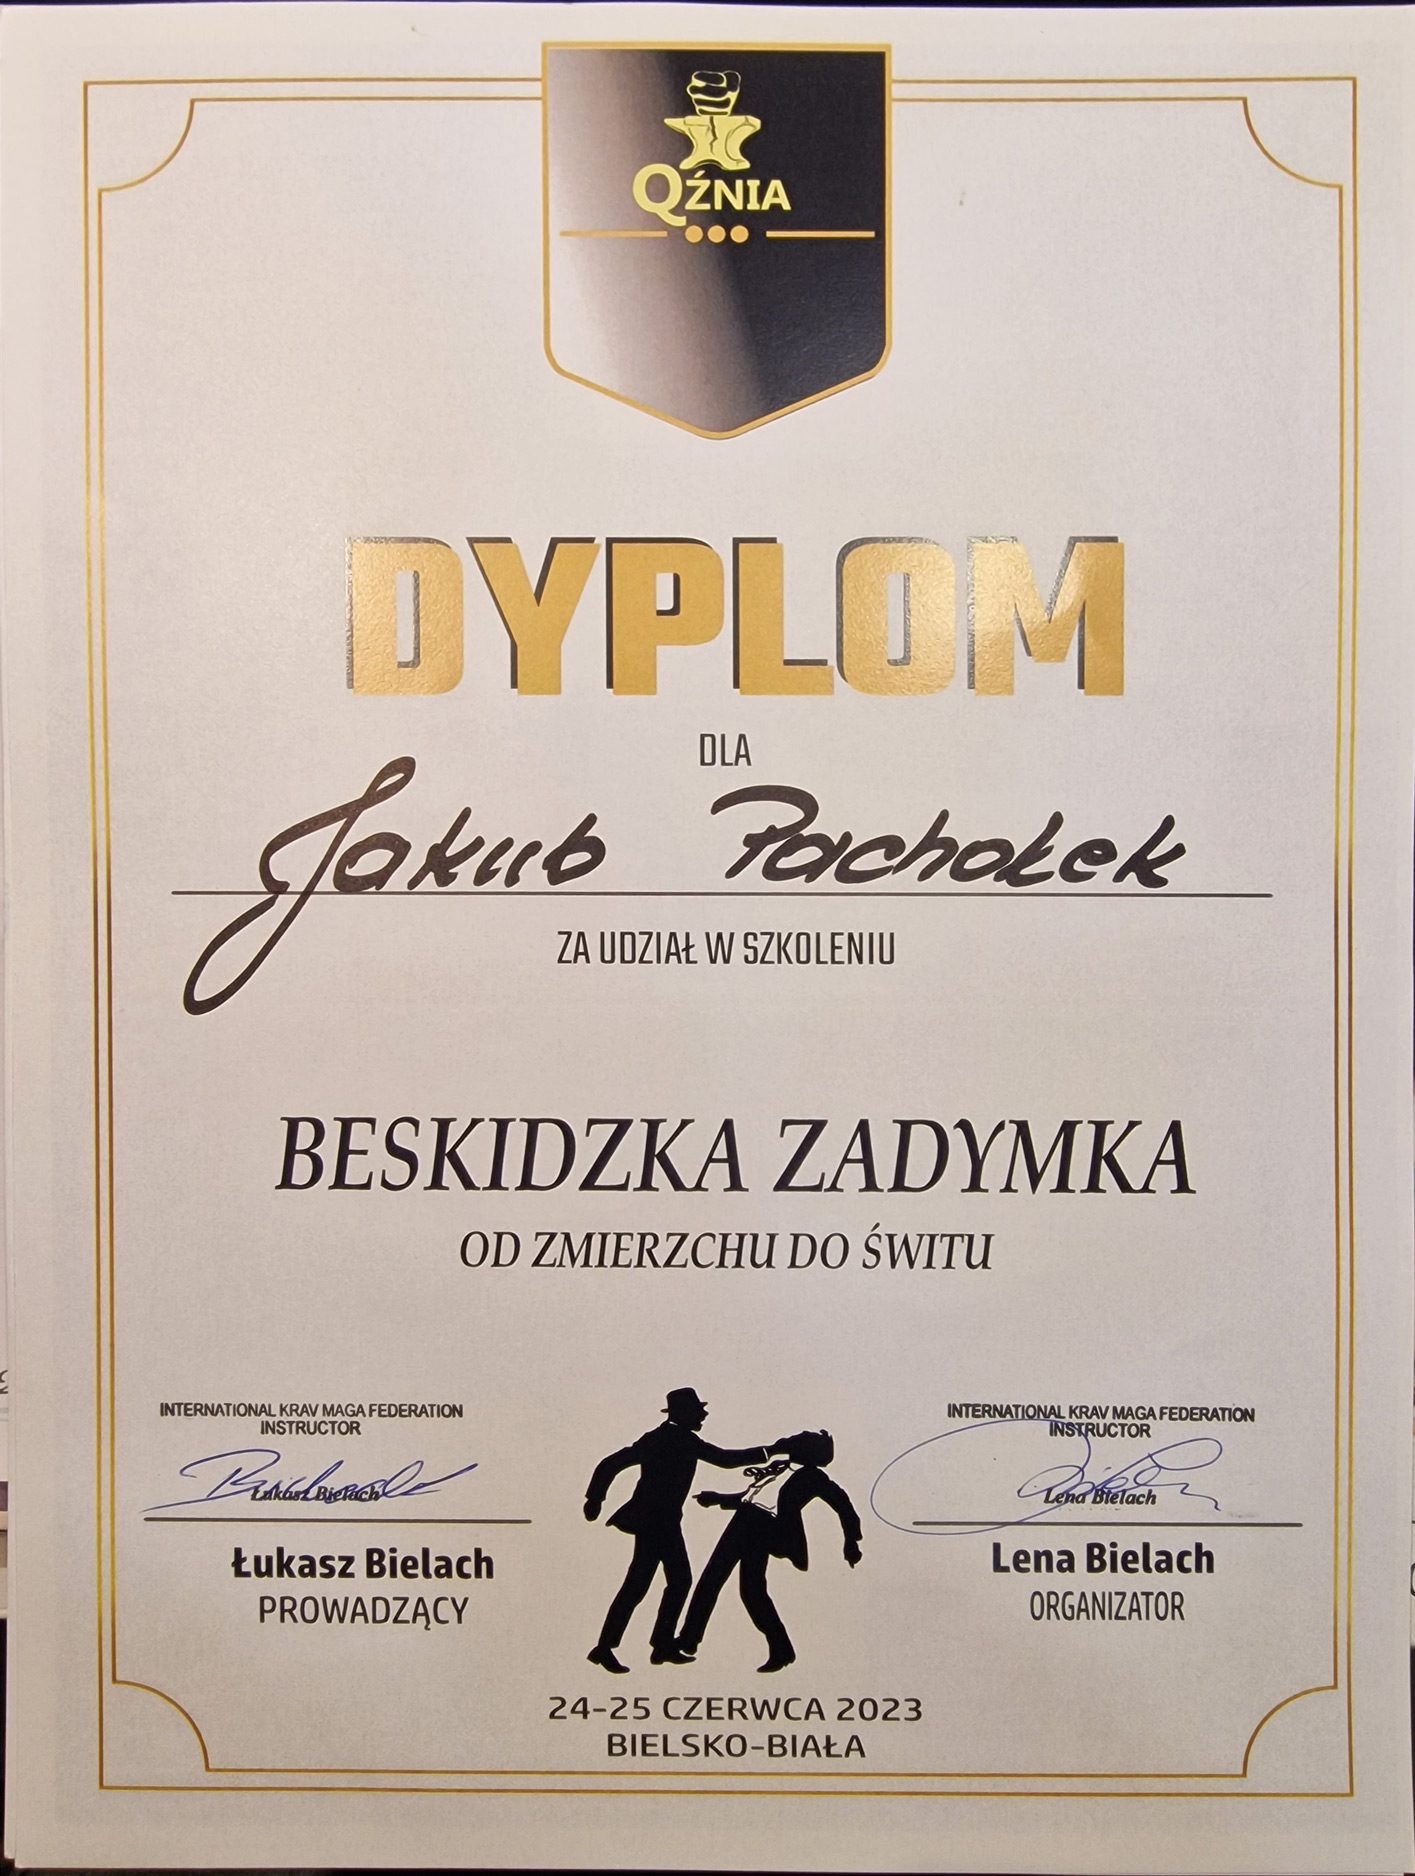 QŹNIA
DYPLOM
DLA
Jakub Pachołek
ZA UDZIAŁ W SZKOLENIU
BESKIDZKA ZADYMKA
OD ZMIERZCHU DO ŚWITU
INTERNATIONAL KRAV MAGA FEDERATION
INSTRUCTOR
Łukasz Bielach
Łukasz Bielach
PROWADZĄCY
INTERNATIONAL KRAV MAGA FEDERATION
INSTRUCTOR
Lena Bielach
Lena Bielach
ORGANIZATOR
24-25 CZERWCA 2023
BIELSKO-BIAŁA